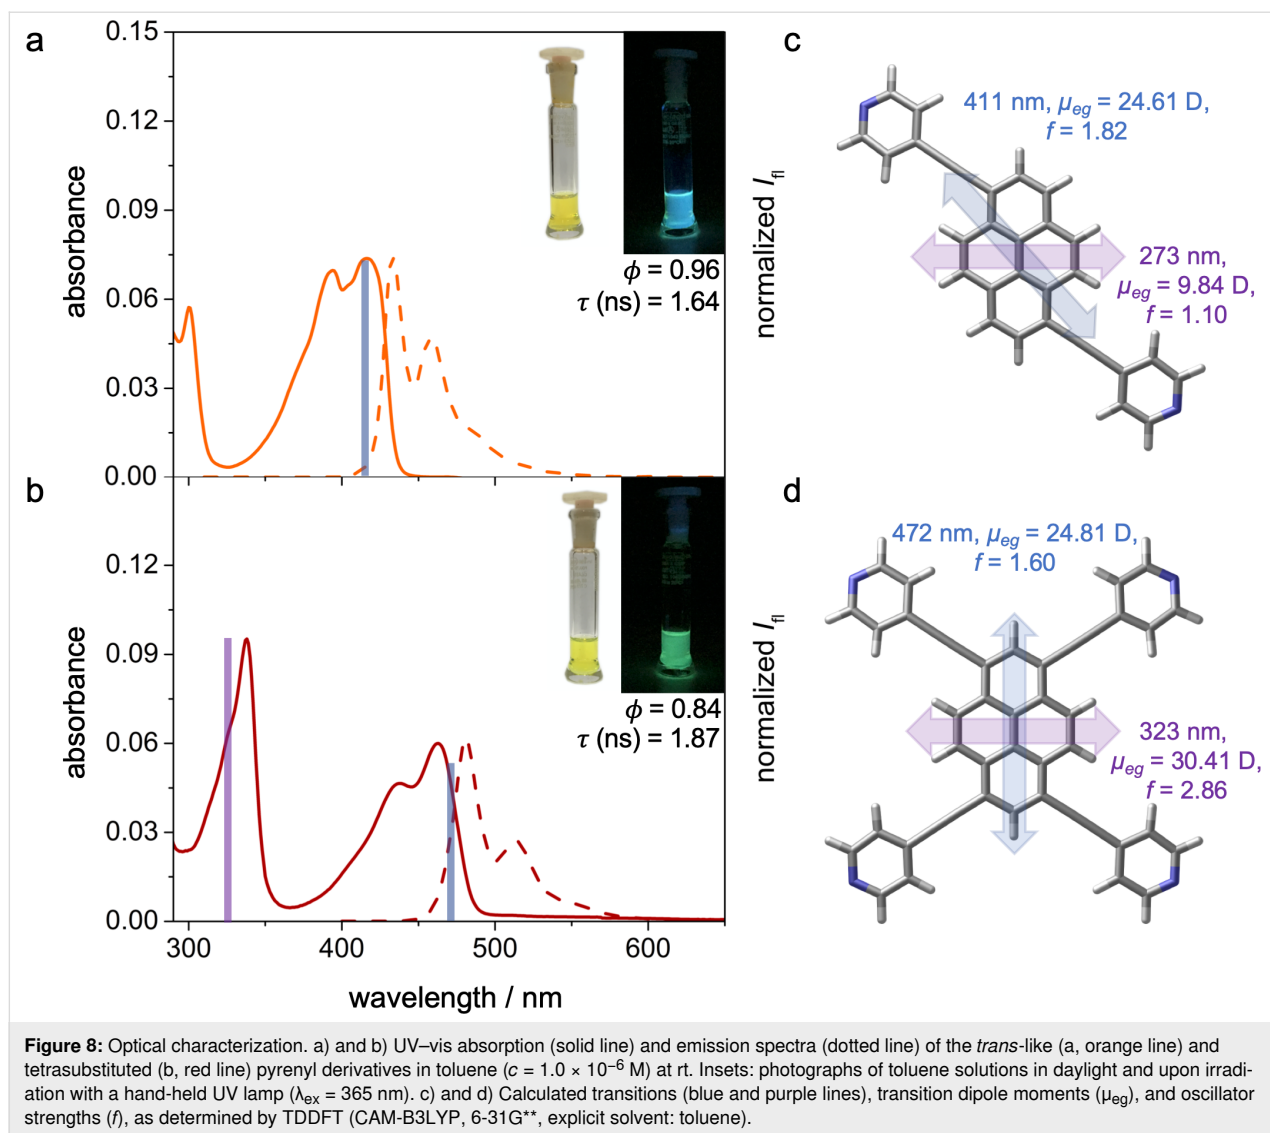 a
0.15
0.12
0.09
0.06
0.03
0.00
absorbance
ϕ = 0.96
τ (ns) = 1.64
normalized Ifl
c
411 nm, μeg = 24.61 D,
f = 1.82
273 nm,
μeg = 9.84 D,
f = 1.10
b
0.12
0.09
0.06
0.03
0.00
absorbance
ϕ = 0.84
τ (ns) = 1.87
normalized Ifl
300
400
500
600
wavelength / nm
d
472 nm, μeg = 24.81 D,
f = 1.60
323 nm,
μeg = 30.41 D,
f = 2.86
Figure 8: Optical characterization. a) and b) UV–vis absorption (solid line) and emission spectra (dotted line) of the trans-like (a, orange line) and
tetrasubstituted (b, red line) pyrenyl derivatives in toluene (c = 1.0 × 10⁻⁶ M) at rt. Insets: photographs of toluene solutions in daylight and upon irradi-
ation with a hand-held UV lamp (λex = 365 nm). c) and d) Calculated transitions (blue and purple lines), transition dipole moments (μeg), and oscillator
strengths (f), as determined by TDDFT (CAM-B3LYP, 6-31G**, explicit solvent: toluene).